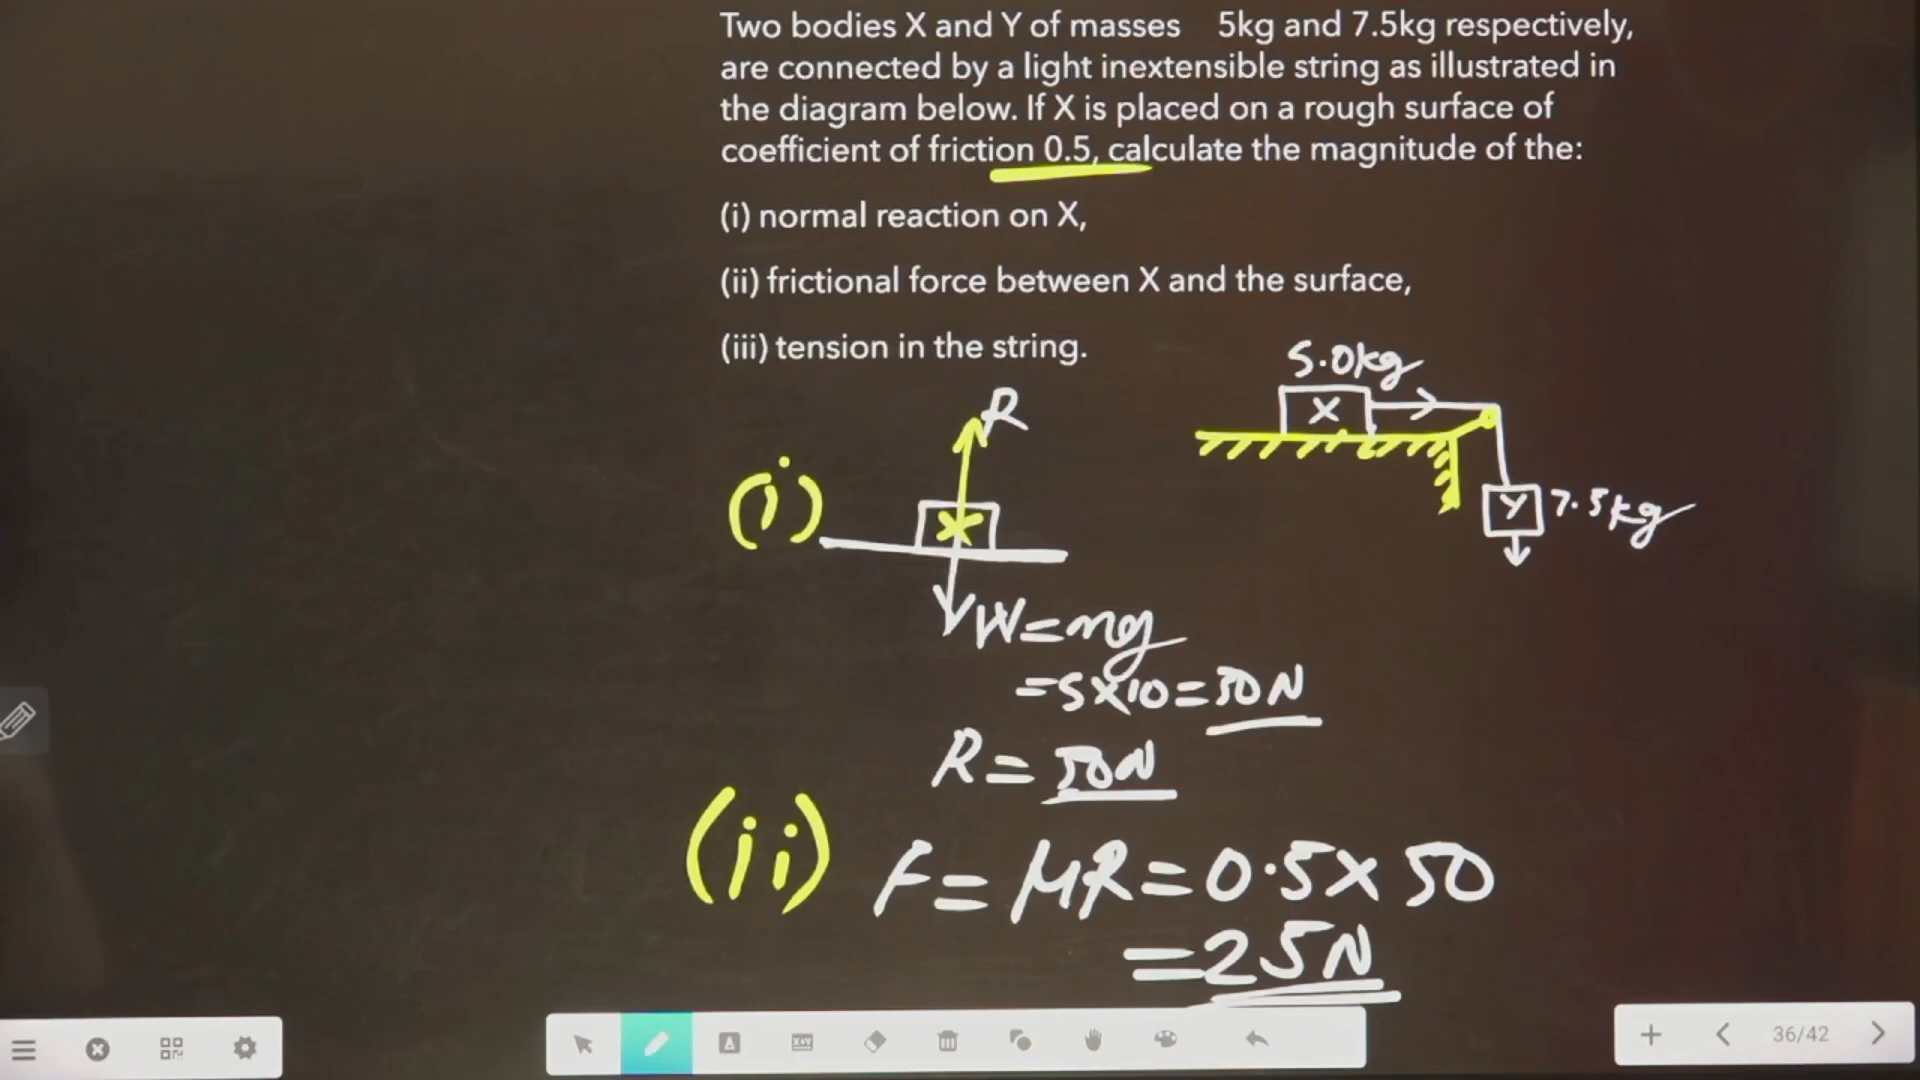 Two bodies X and Y of masses 5kg and 7.5kg respectively,
are connected by a light inextensible string as illustrated in
the diagram below. If X is placed on a rough surface of
coefficient of friction 0.5, calculate the magnitude of the:
(i) normal reaction on X,
(ii) frictional force between X and the surface,
(iii) tension in the string.
5.0kg
X
Y 7.5kg
(i)
R
X
W=mg
=5×10=50N
R=50N
(ii) F=μR=0.5×50
=25N
A
X+Y
36/42